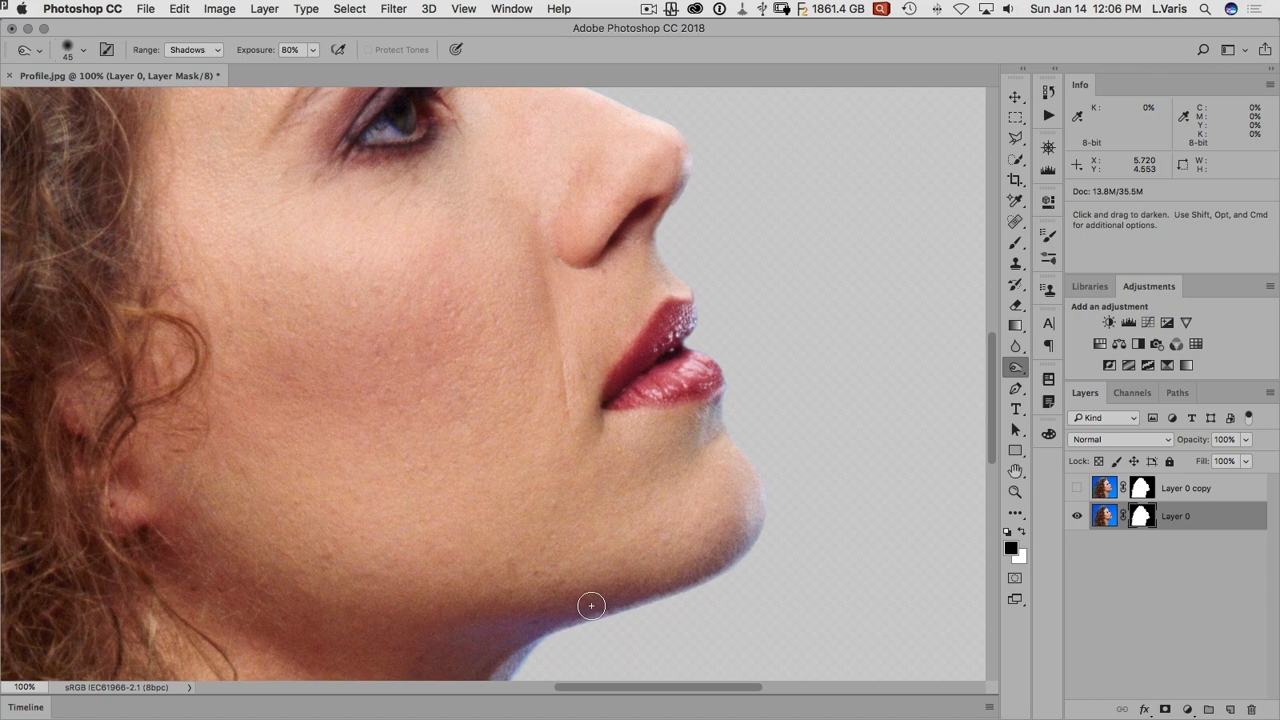 Photoshop CC File Edit Image Layer Type Select Filter 3D View Window Help 1861.4 GB Sun Jan 14 12:06 PM L.Varis
Adobe Photoshop CC 2018
45 Range: Shadows Exposure: 80% Protect Tones
Profile.jpg @ 100% (Layer 0, Layer Mask/8) *
Info
K : 0% C : 0%
M : 0%
Y : 0%
K : 0%
8-bit 8-bit
X : 5.720 W :
Y : 4.553 H :
Doc: 13.8M/35.5M
Click and drag to darken. Use Shift, Opt, and Cmd
for additional options.
Libraries Adjustments
Add an adjustment
Layers Channels Paths
Kind
Normal Opacity: 100%
Lock: Fill: 100%
Layer 0 copy
Layer 0
100% sRGB IEC61966-2.1 (8bpc)
Timeline